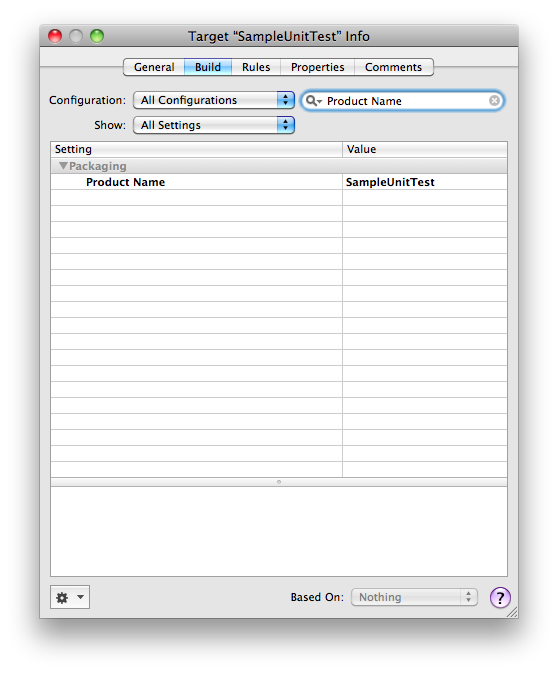 Target “SampleUnitTest” Info
General Build Rules Properties Comments
Configuration: All Configurations Product Name
Show: All Settings
Setting Value
Packaging
Product Name SampleUnitTest
Based On: Nothing ?